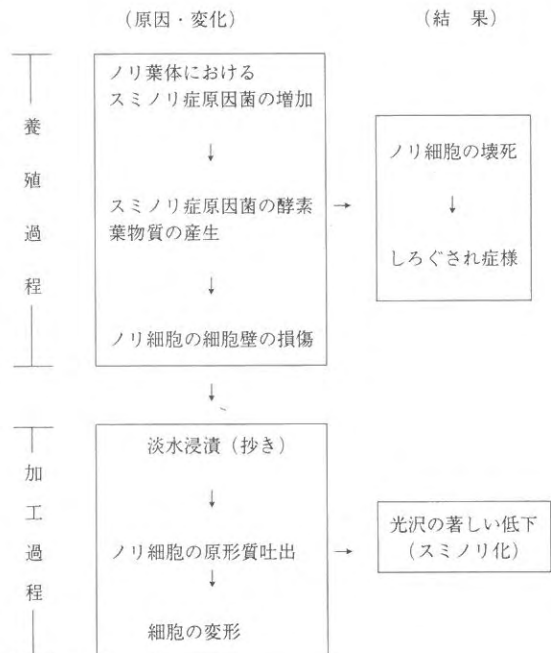 (原因・変化)
(結 果)
養殖過程
ノリ葉体における
スミノリ症原因菌の増加
↓
スミノリ症原因菌の酵素
葉物質の産生
↓
ノリ細胞の細胞壁の損傷
→
ノリ細胞の壊死
↓
しろぐされ症様
↓
加工過程
淡水浸漬(抄き)
↓
ノリ細胞の原形質吐出
↓
細胞の変形
→
光沢の著しい低下
(スミノリ化)